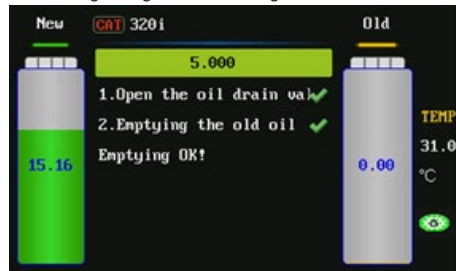 New
CAT 320i
Old
5.000
1.Open the oil drain val
2.Emptying the old oil
Emptying OK!
15.16
0.00
TEMP
31.0
°C